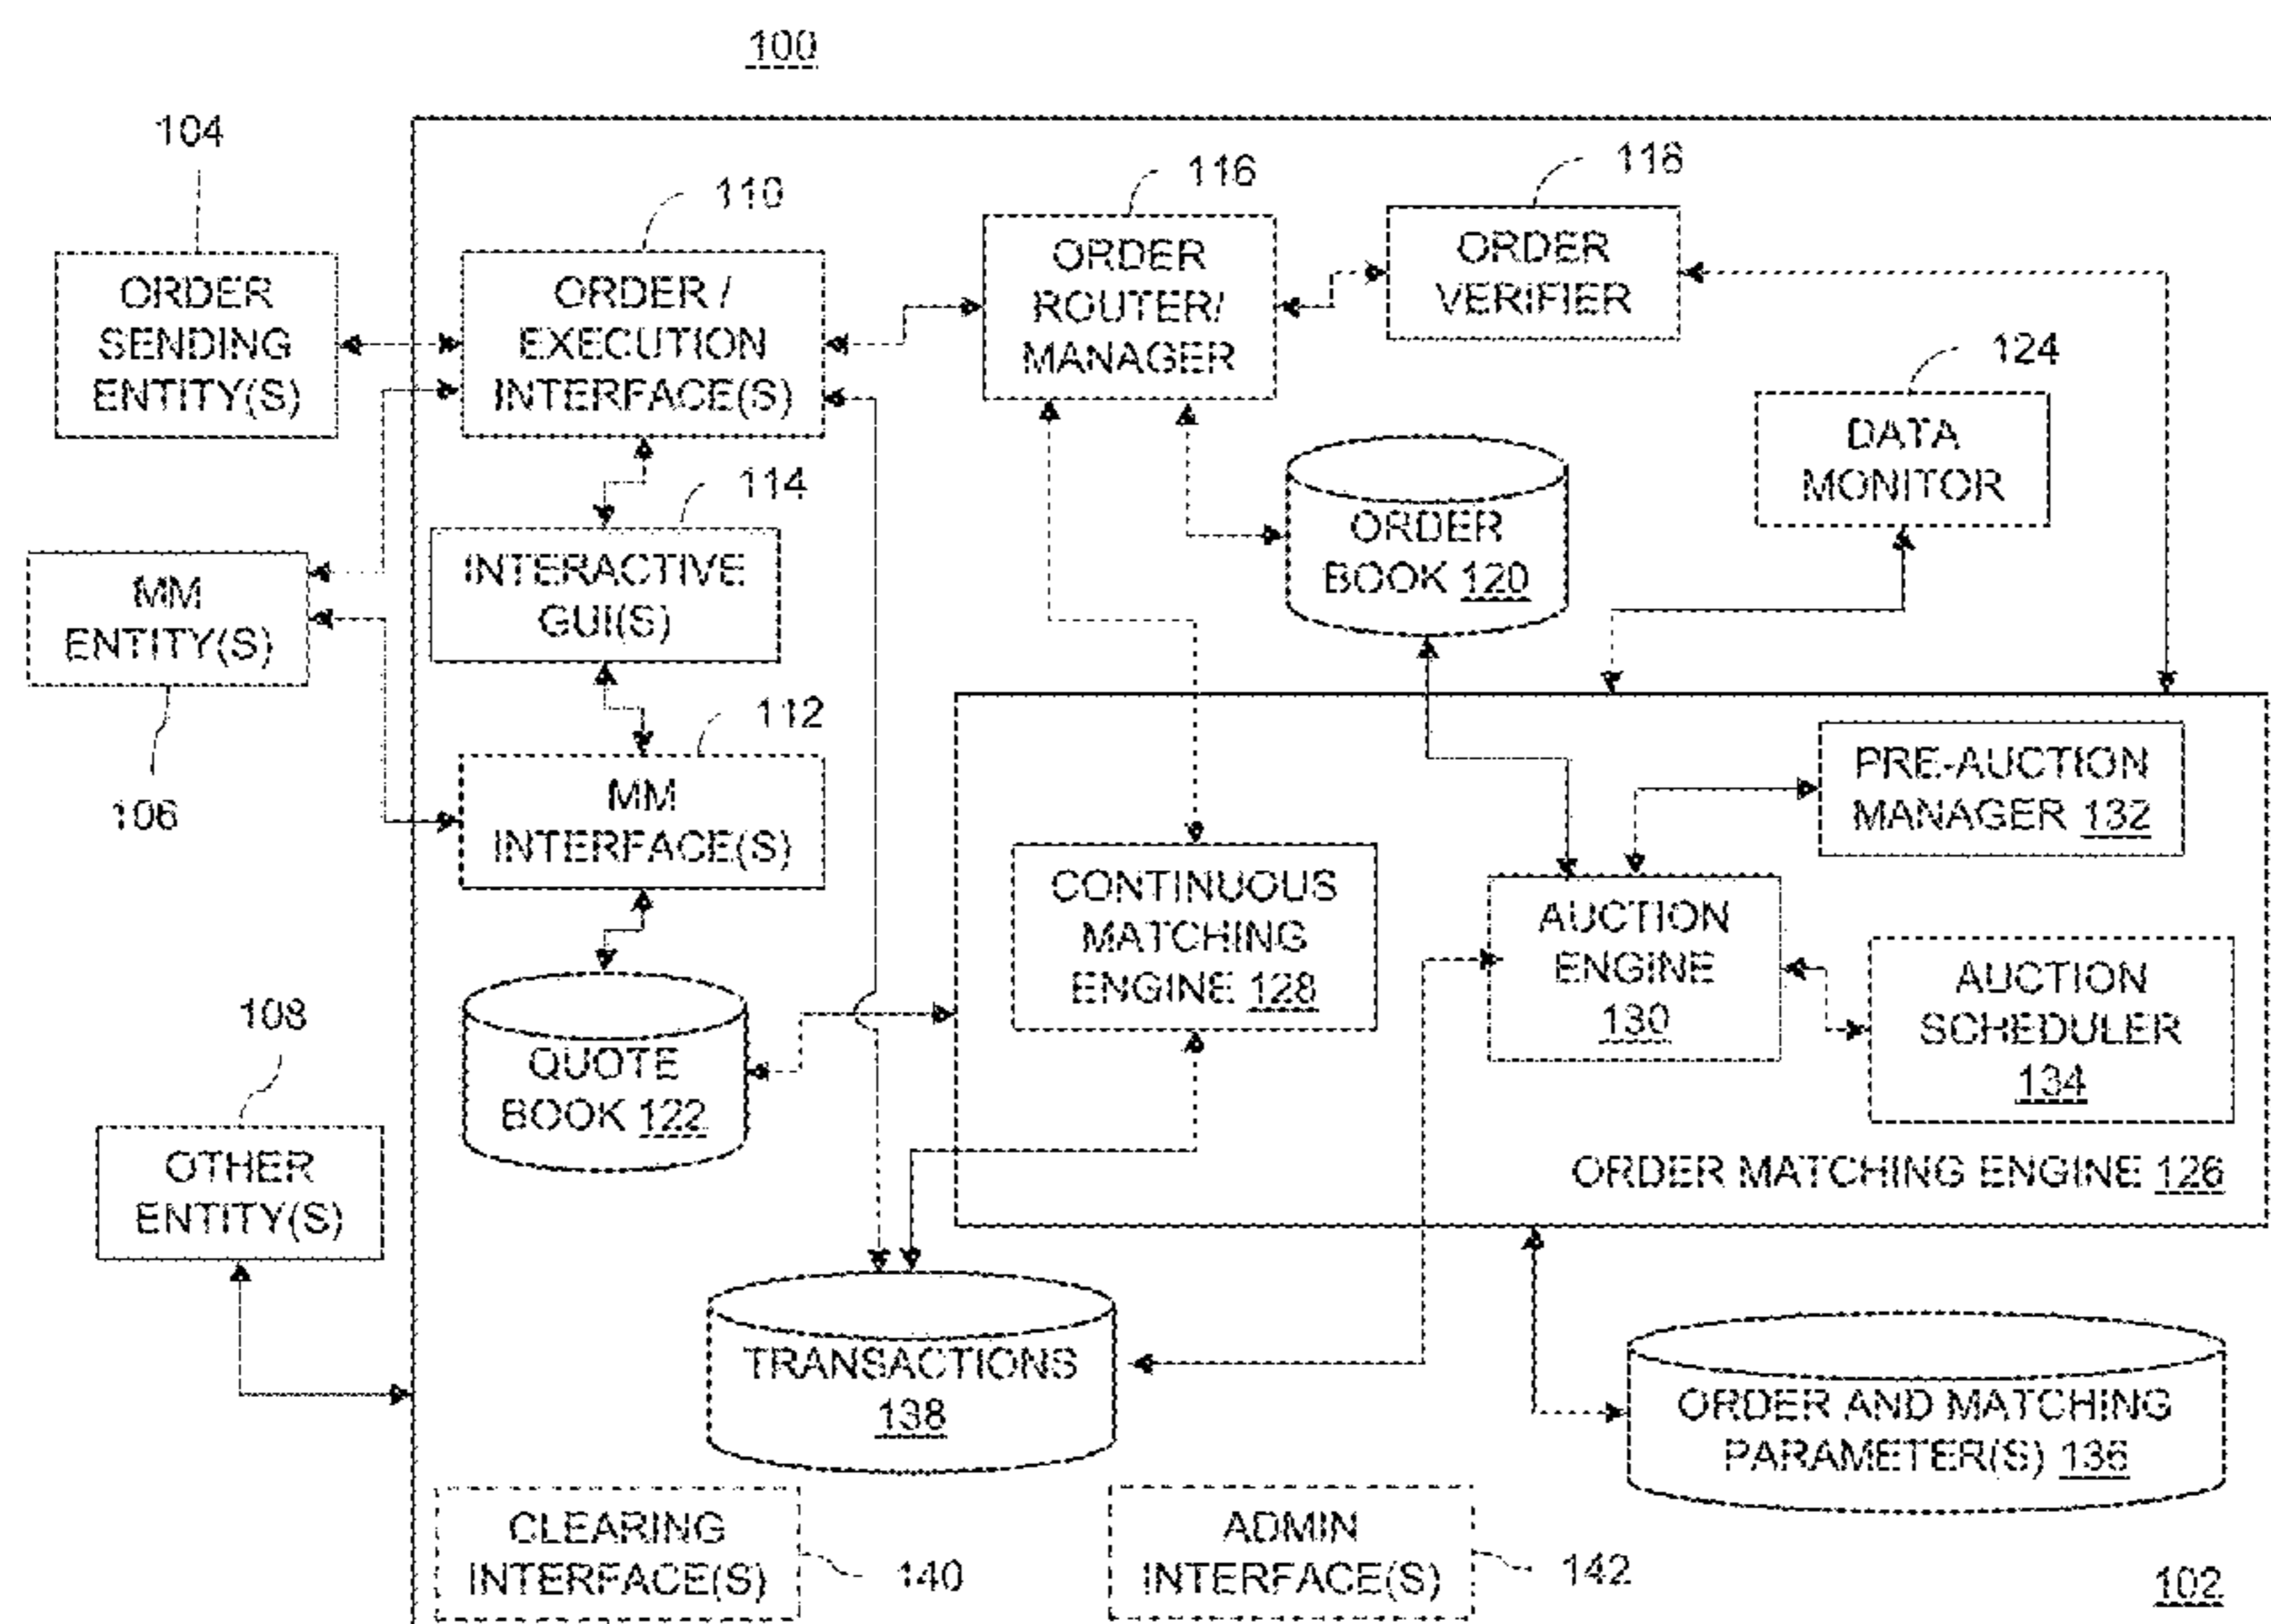 100
104
110
116
118
ORDER
SENDING
ENTITY(S)
ORDER /
EXECUTION
INTERFACE(S)
ORDER
ROUTER/
MANAGER
ORDER
VERIFIER
124
DATA
MONITOR
114
INTERACTIVE
GUI(S)
ORDER
BOOK 120
MM
ENTITY(S)
106
112
MM
INTERFACE(S)
PRE-AUCTION
MANAGER 132
CONTINUOUS
MATCHING
ENGINE 128
AUCTION
ENGINE
130
AUCTION
SCHEDULER
134
QUOTE
BOOK 122
108
OTHER
ENTITY(S)
ORDER MATCHING ENGINE 126
TRANSACTIONS
138
ORDER AND MATCHING
PARAMETER(S) 136
CLEARING
INTERFACE(S)
140
ADMIN
INTERFACE(S)
142
102